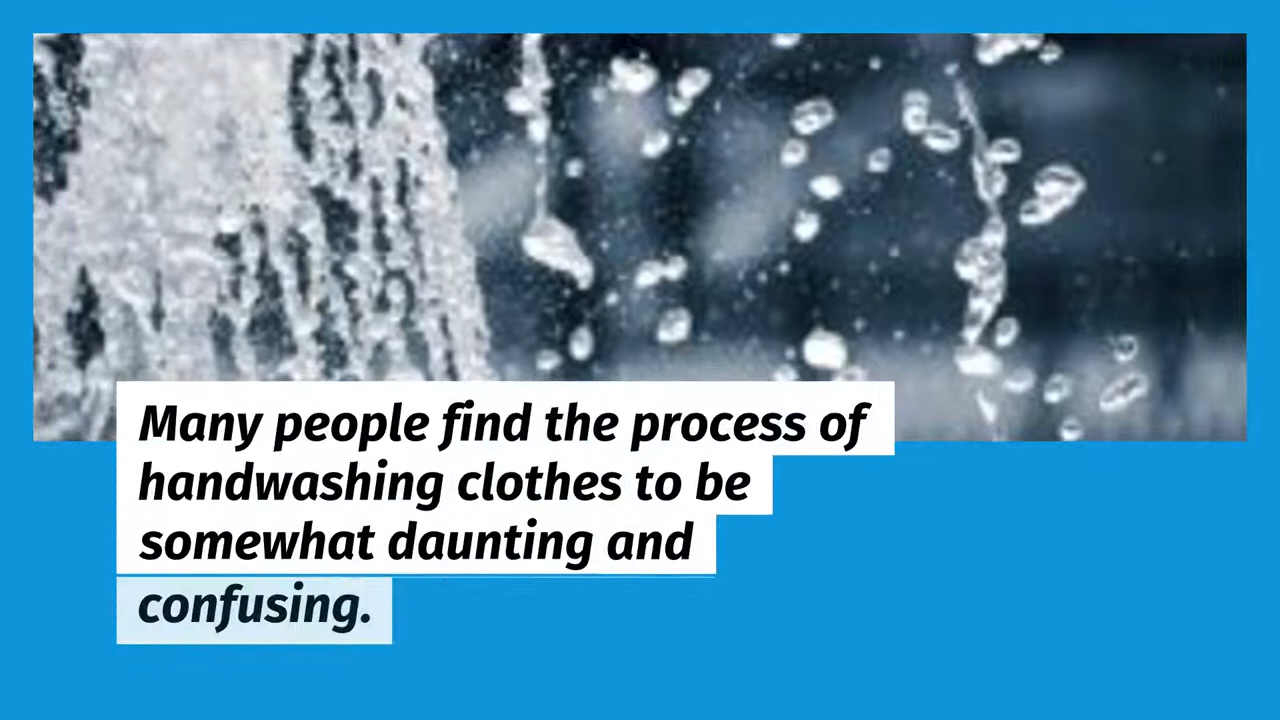 Many people find the process of
handwashing clothes to be
somewhat daunting and
confusing.